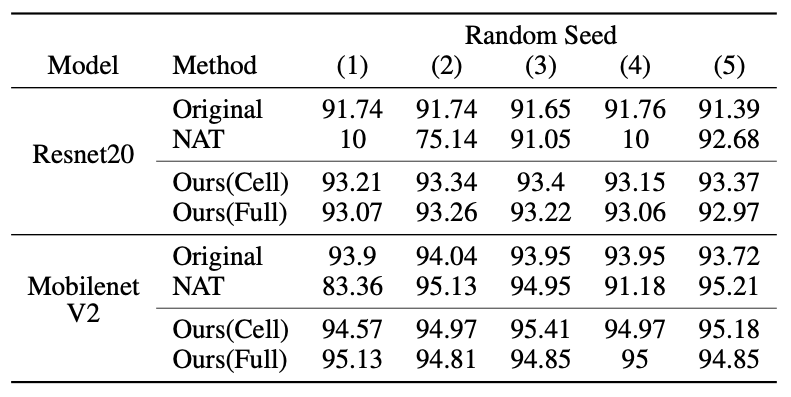 Random Seed
Model Method (1) (2) (3) (4) (5)
Original 91.74 91.74 91.65 91.76 91.39
NAT 10 75.14 91.05 10 92.68
Resnet20
Ours(Cell) 93.21 93.34 93.4 93.15 93.37
Ours(Full) 93.07 93.26 93.22 93.06 92.97
Original 93.9 94.04 93.95 93.95 93.72
Mobilenet NAT 83.36 95.13 94.95 91.18 95.21
V2
Ours(Cell) 94.57 94.97 95.41 94.97 95.18
Ours(Full) 95.13 94.81 94.85 95 94.85